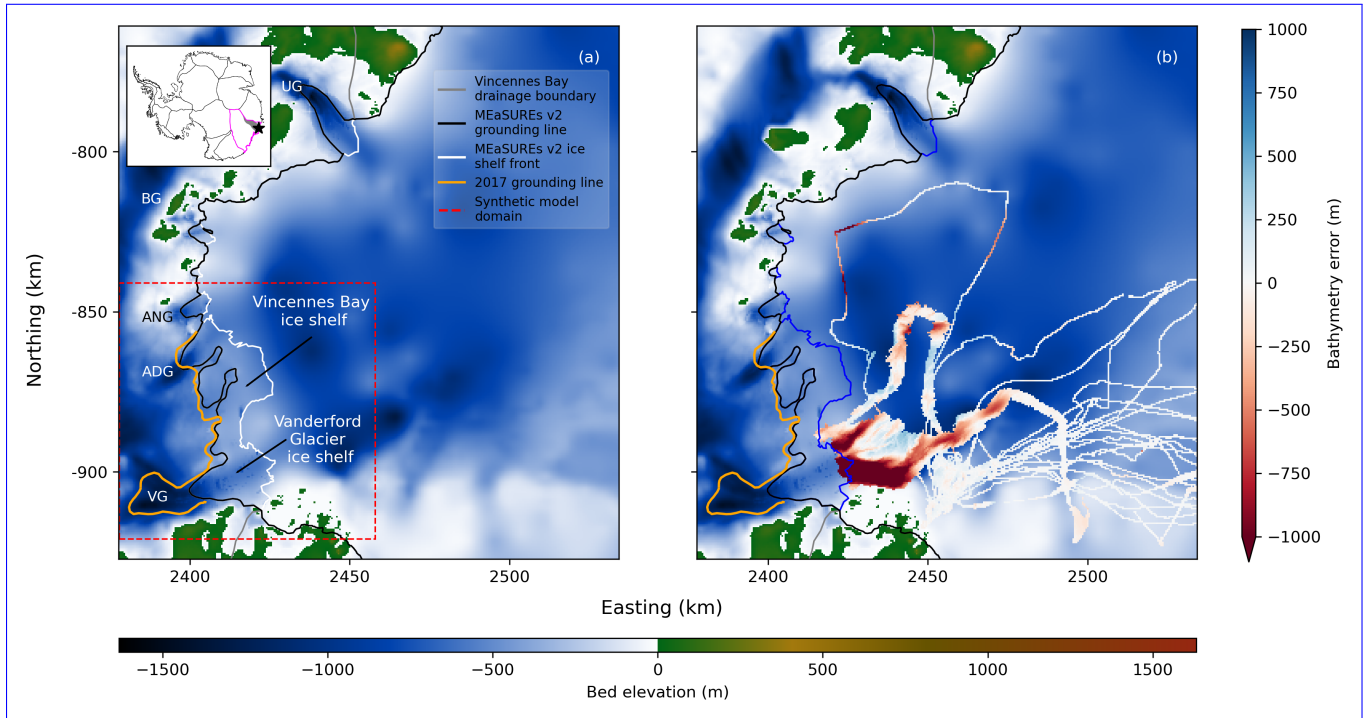 (a)
UG
Vincennes Bay
drainage boundary
MEaSUREs v2
grounding line
MEaSUREs v2 ice
shelf front
2017 grounding line
Synthetic model
domain
BG
ANG
ADG
VG
Vincennes Bay
ice shelf
Vanderford
Glacier
ice shelf
-800
-850
-900
Northing (km)
2400
2450
2500
(b)
2400
2450
2500
Easting (km)
1000
750
500
250
0
−250
−500
−750
−1000
Bathymetry error (m)
−1500
−1000
−500
0
500
1000
1500
Bed elevation (m)